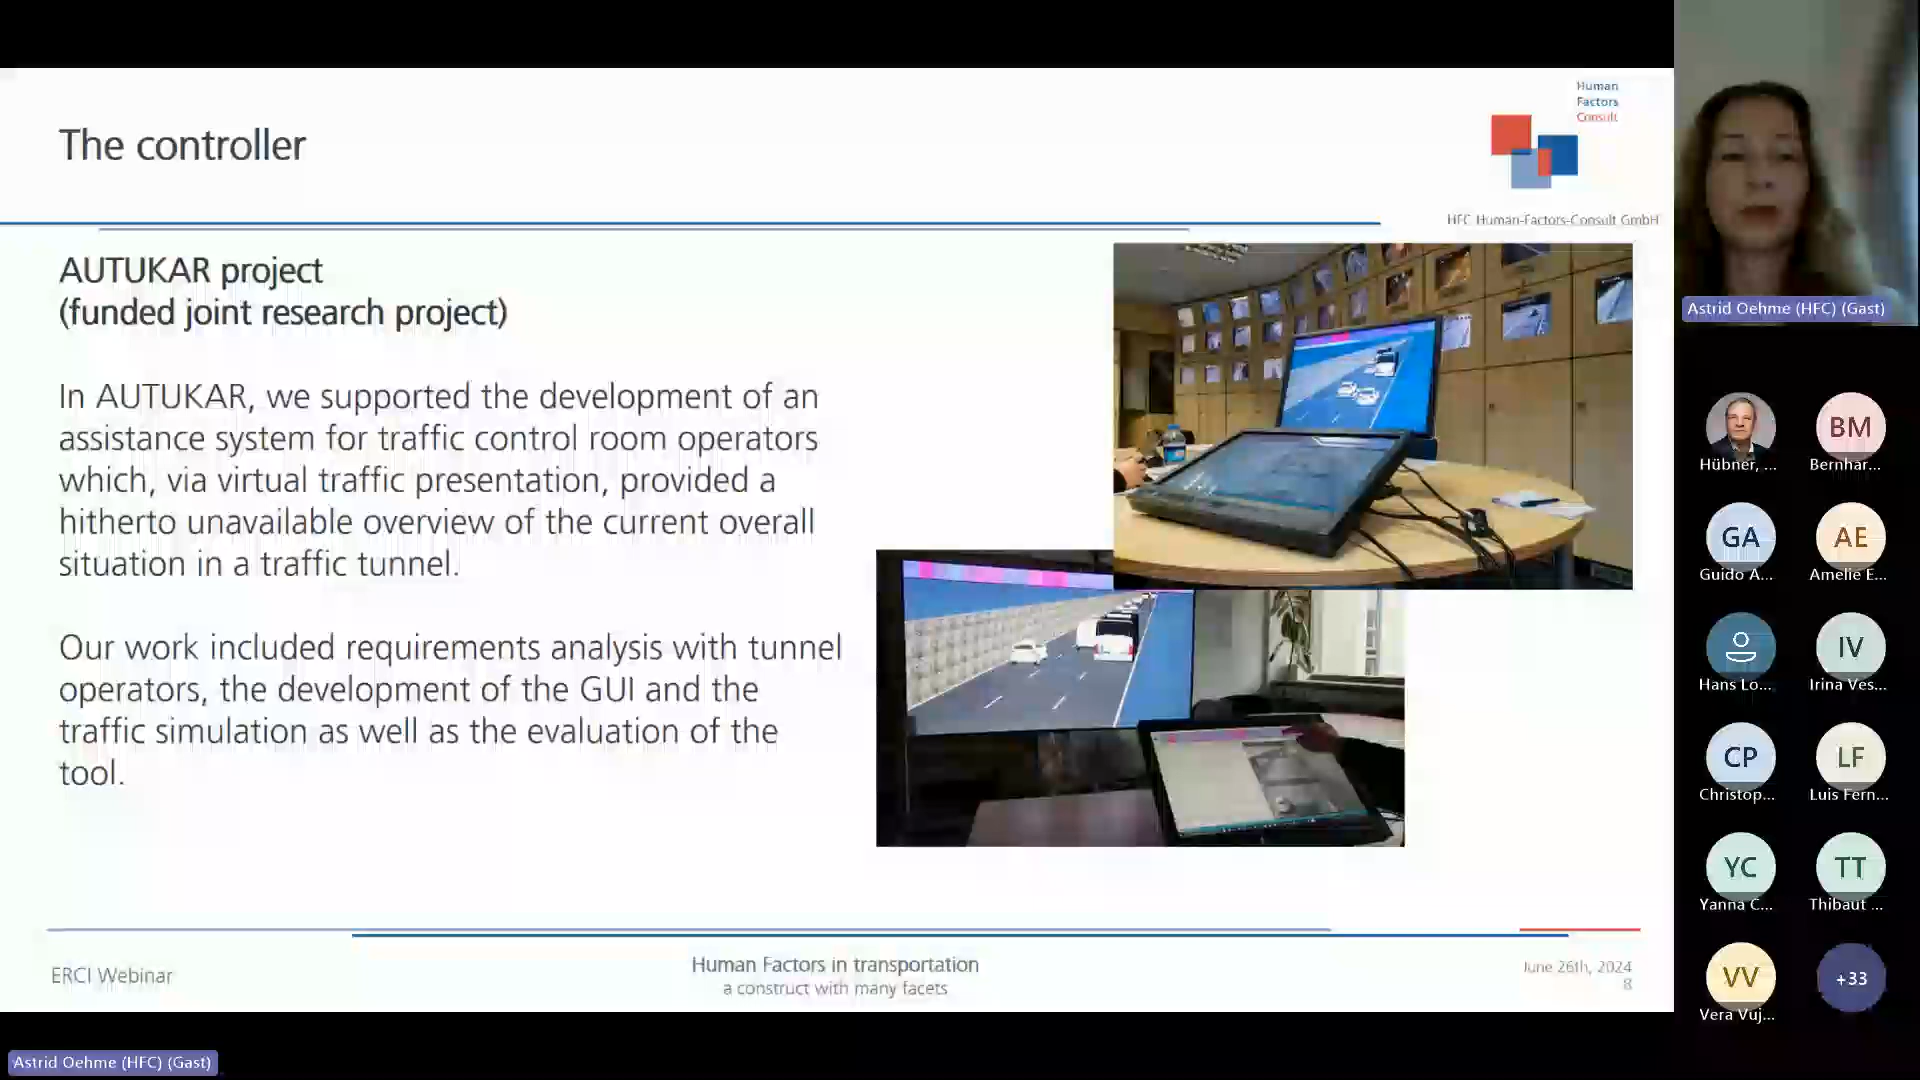 Human
Factors
Consult
The controller
HFC Human-Factors-Consult GmbH
AUTUKAR project
(funded joint research project)
In AUTUKAR, we supported the development of an
assistance system for traffic control room operators
which, via virtual traffic presentation, provided a
hitherto unavailable overview of the current overall
situation in a traffic tunnel.
Our work included requirements analysis with tunnel
operators, the development of the GUI and the
traffic simulation as well as the evaluation of the
tool.
ERCI Webinar
Human Factors in transportation
a construct with many facets
June 26th, 2024
8
Astrid Oehme (HFC) (Gast)
Astrid Oehme (HFC) (Gast)
Hübner, ...
BM
Bernhar...
GA
Guido A...
AE
Amelie E...
Hans Lo...
IV
Irina Ves...
CP
Christop...
LF
Luis Fern...
YC
Yanna C...
TT
Thibaut ...
VV
Vera Vuj...
+33